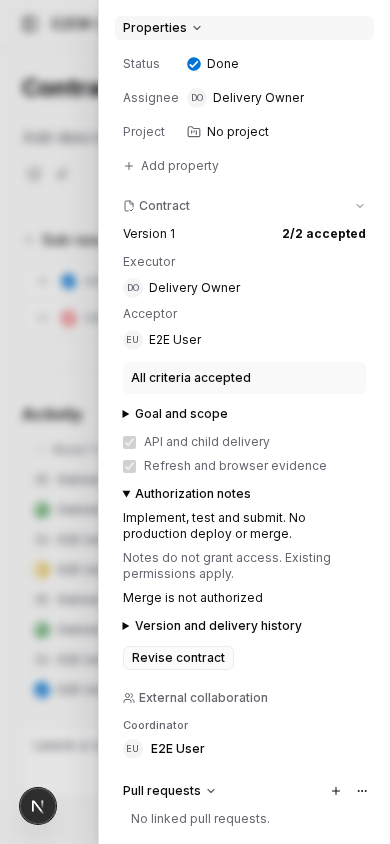 Properties
Status Done
Assignee DO Delivery Owner
Project No project
Add property
Contract
Version 1 2/2 accepted
Executor
DO Delivery Owner
Acceptor
EU E2E User
All criteria accepted
Goal and scope
API and child delivery
Refresh and browser evidence
Authorization notes
Implement, test and submit. No
production deploy or merge.
Notes do not grant access. Existing
permissions apply.
Merge is not authorized
Version and delivery history
Revise contract
External collaboration
Coordinator
EU E2E User
N
Pull requests
No linked pull requests.